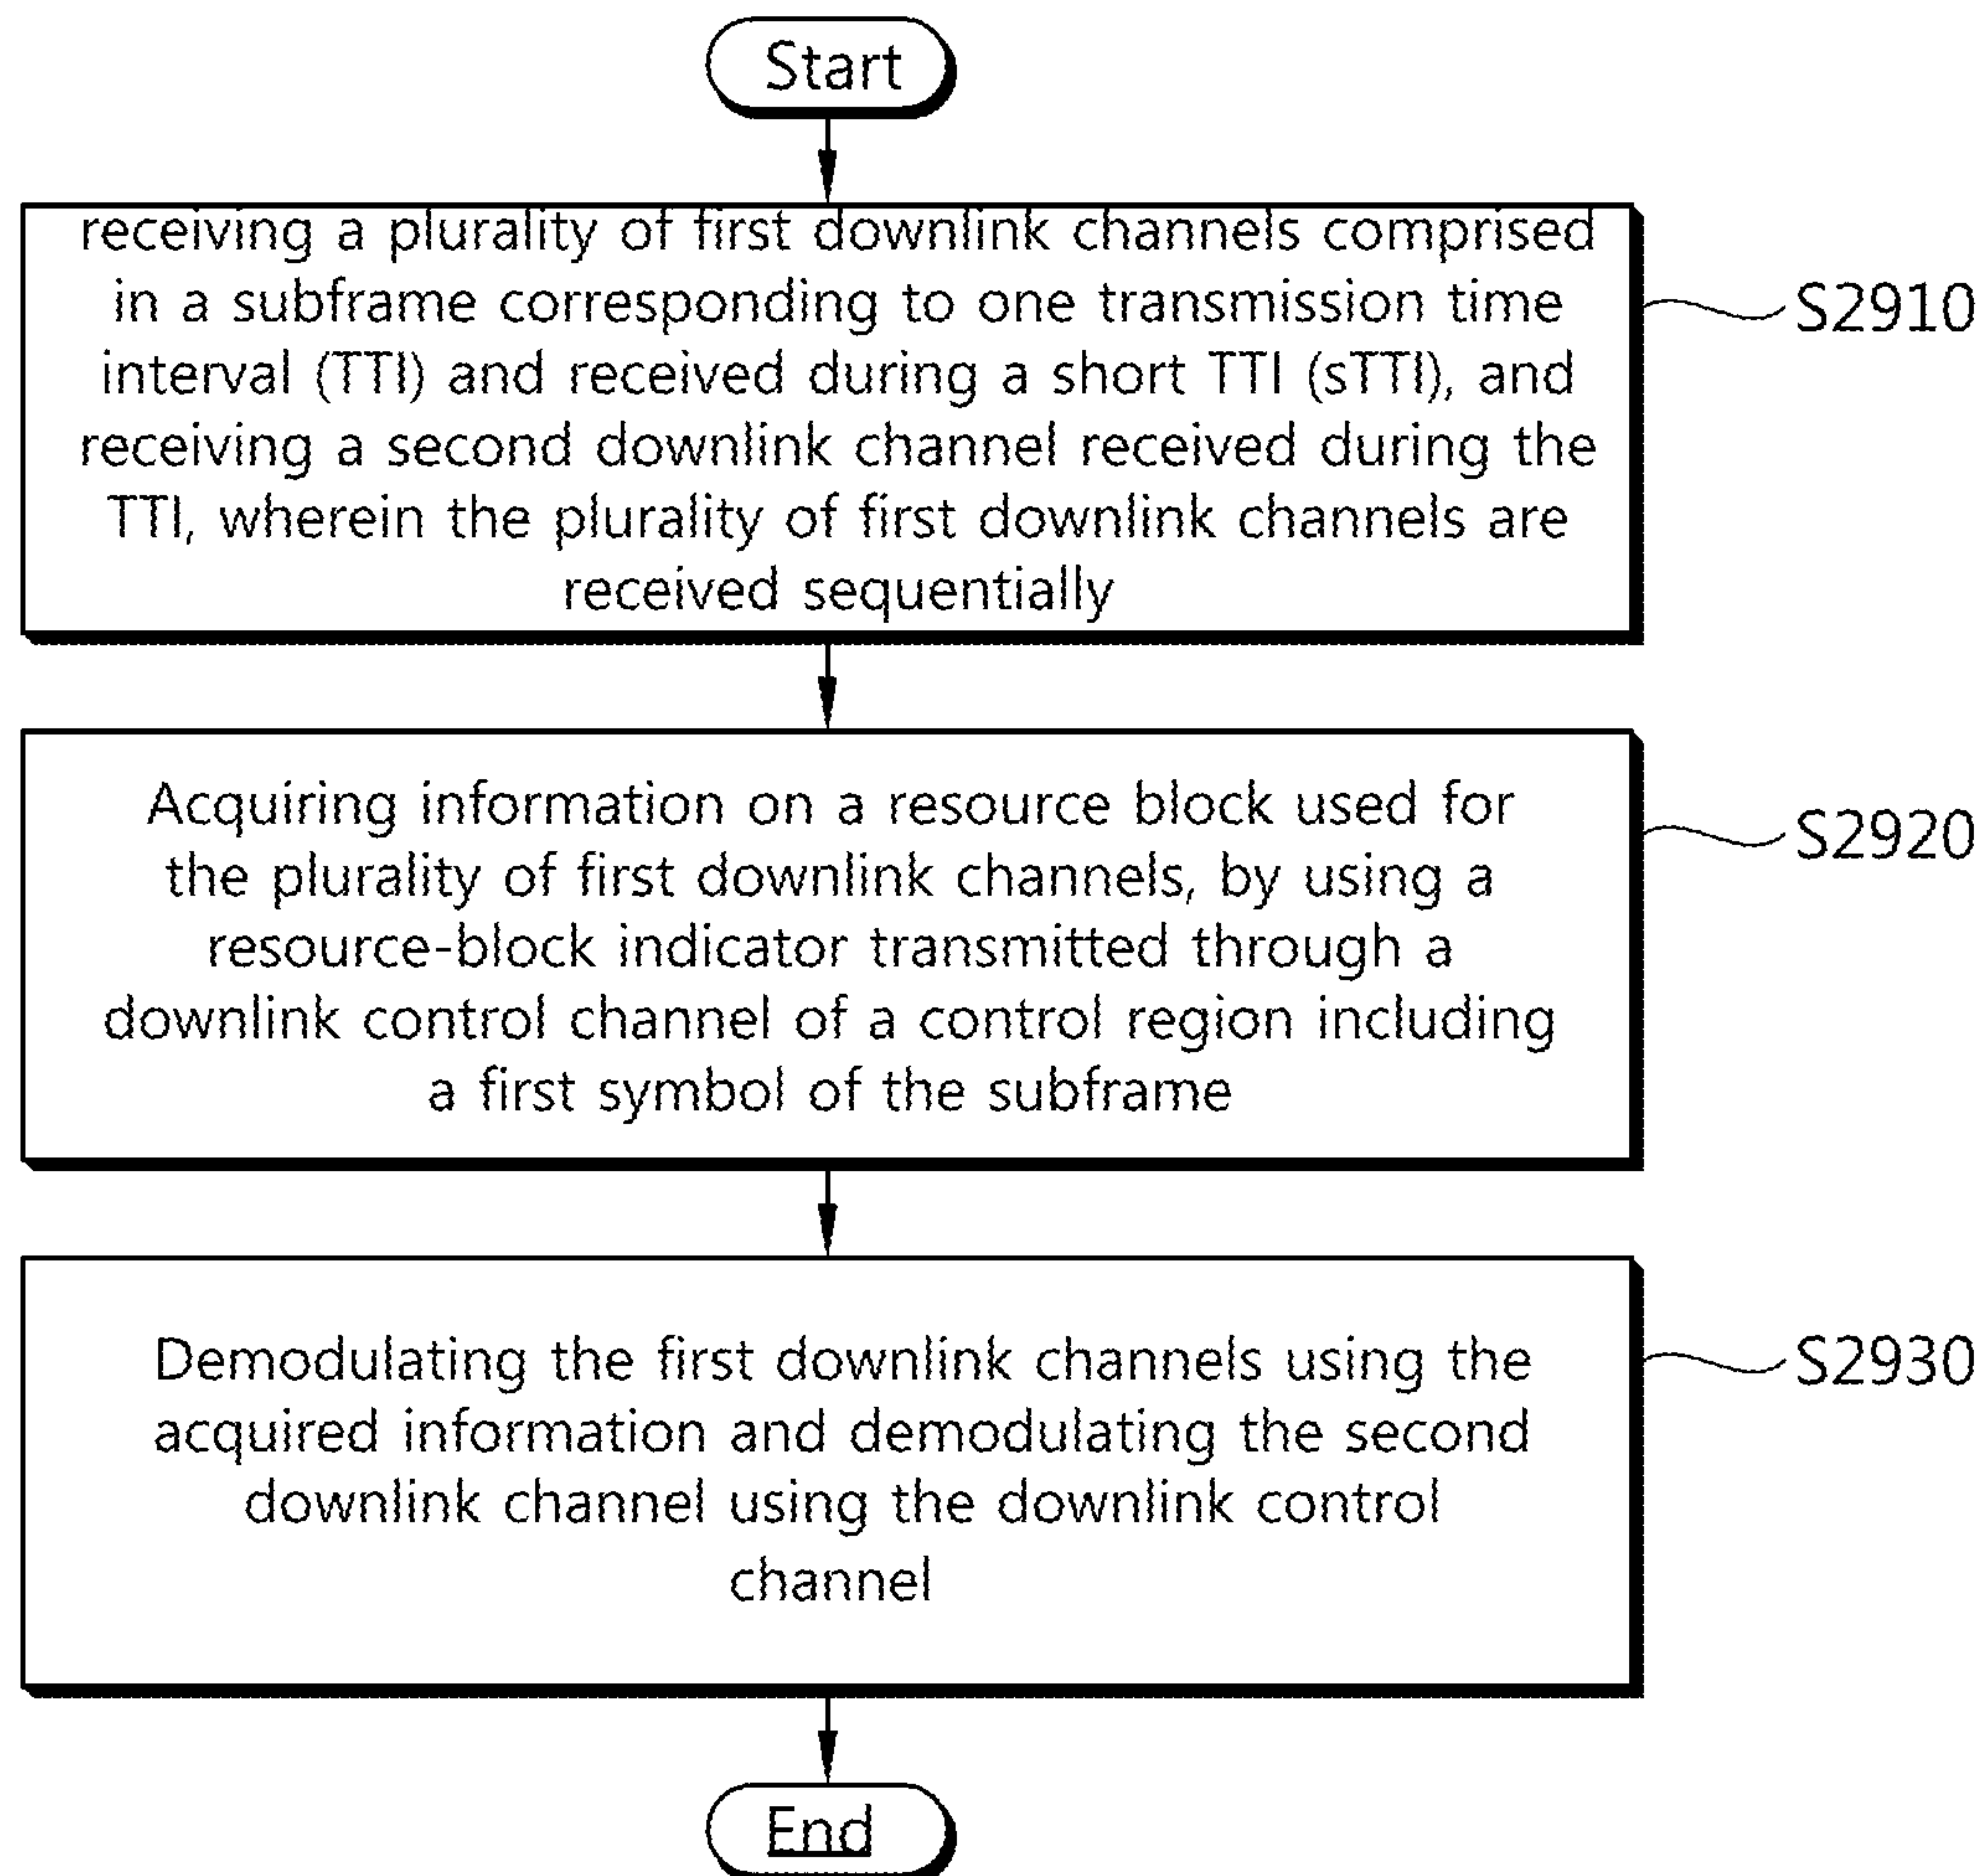 Start
receiving a plurality of first downlink channels comprised
in a subframe corresponding to one transmission time
interval (TTI) and received during a short TTI (sTTI), and
receiving a second downlink channel received during the
TTI, wherein the plurality of first downlink channels are
received sequentially
S2910
Acquiring information on a resource block used for
the plurality of first downlink channels, by using a
resource-block indicator transmitted through a
downlink control channel of a control region including
a first symbol of the subframe
S2920
Demodulating the first downlink channels using the
acquired information and demodulating the second
downlink channel using the downlink control
channel
S2930
End